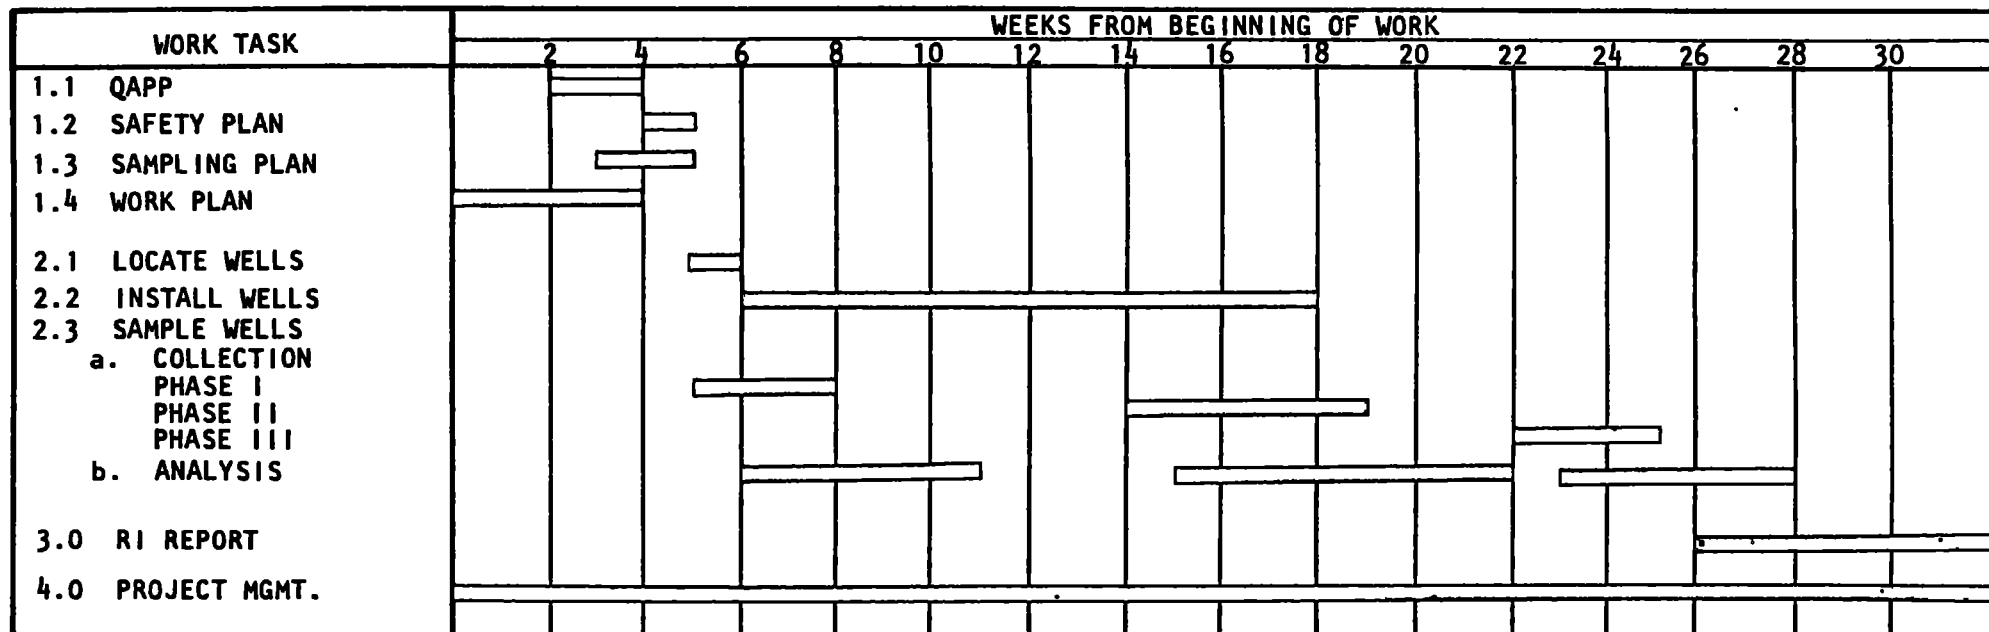 WEEKS FROM BEGINNING OF WORK
WORK TASK
2 4 6 8 10 12 14 16 18 20 22 24 26 28 30
1.1 QAPP
1.2 SAFETY PLAN
1.3 SAMPLING PLAN
1.4 WORK PLAN
2.1 LOCATE WELLS
2.2 INSTALL WELLS
2.3 SAMPLE WELLS
a. COLLECTION
PHASE I
PHASE II
PHASE III
b. ANALYSIS
3.0 RI REPORT
4.0 PROJECT MGMT.